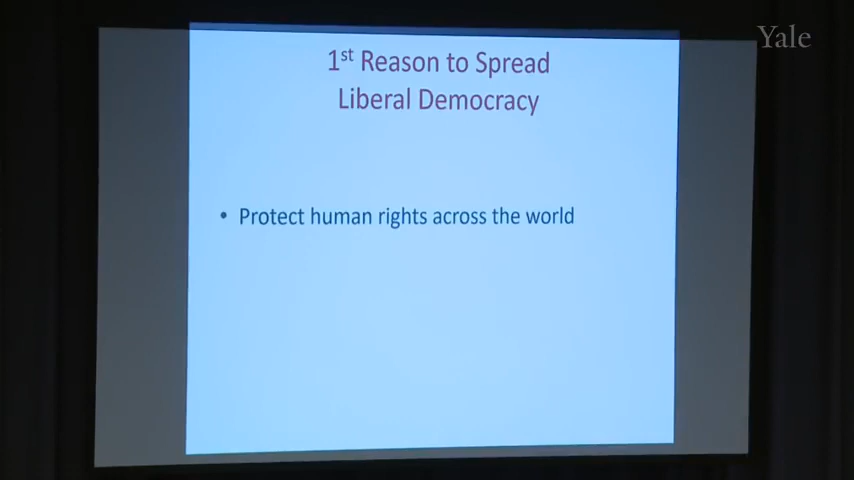 Yale
1st Reason to Spread
Liberal Democracy
• Protect human rights across the world